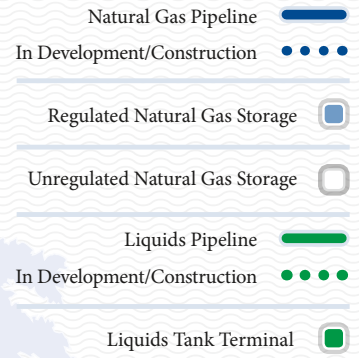 Natural Gas Pipeline
In Development/Construction
Regulated Natural Gas Storage
Unregulated Natural Gas Storage
Liquids Pipeline
In Development/Construction
Liquids Tank Terminal